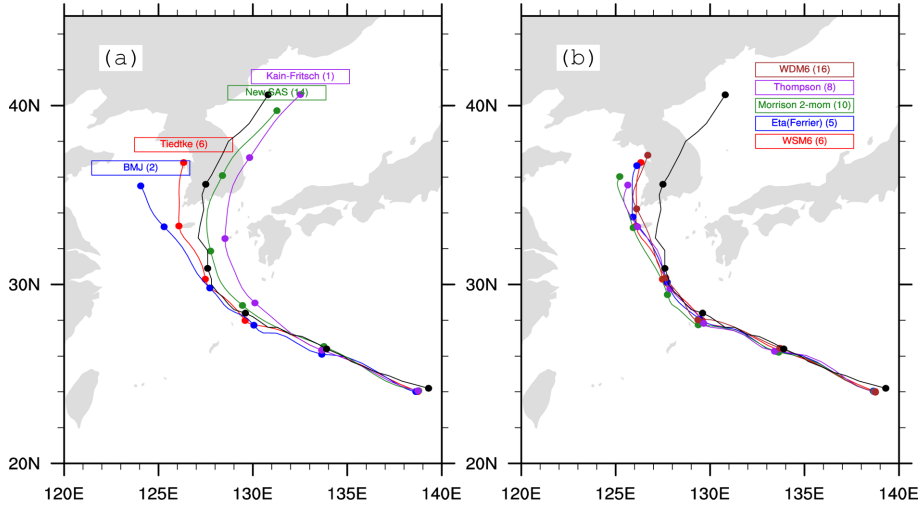 (a)
Kain-Fritsch (1)
New SAS (14)
Tiedtke (6)
BMJ (2)
40N
30N
20N
120E 125E 130E 135E 140E
(b)
WDM6 (16)
Thompson (8)
Morrison 2-mom (10)
Eta(Ferrier) (5)
WSM6 (6)
40N
30N
20N
120E 125E 130E 135E 140E